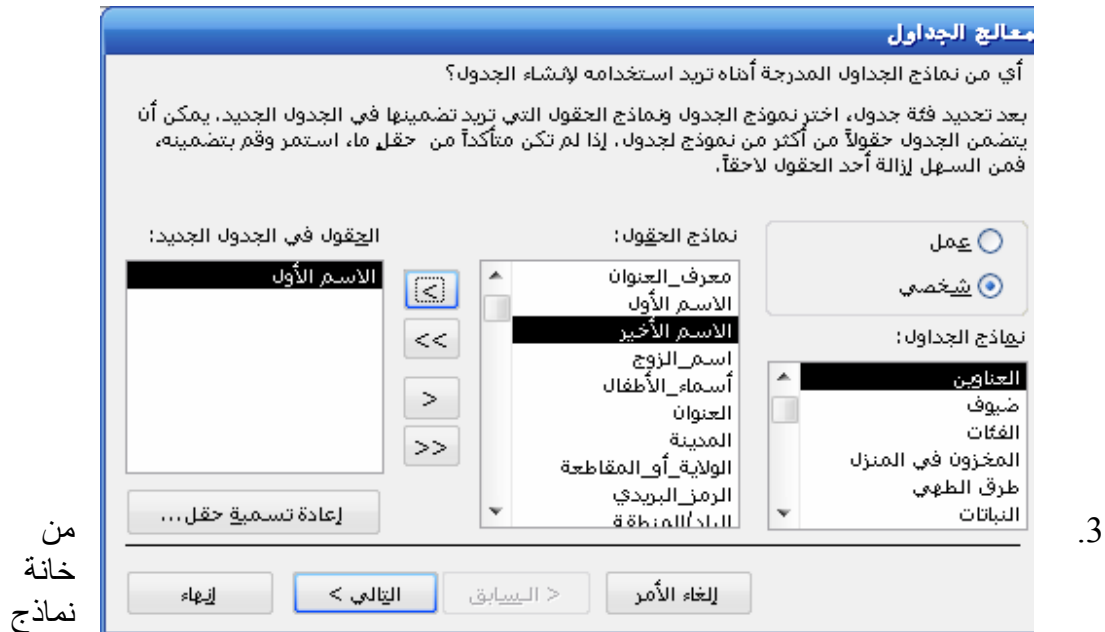 معالج الجداول
أي من نماذج الجداول المدرجة أدناه تريد استخدامه لإنشاء الجدول؟
بعد تحديد فئة جدول، اختر نموذج الجدول ونماذج الحقول التي تريد تضمينها في الجدول الجديد. يمكن أن
يتضمن الجدول حقولاً من أكثر من نموذج لجدول. إذا لم تكن متأكداً من حقل ما، استمر وقم بتضمينه،
فمن السهل إزالة أحد الحقول لاحقاً.
عمل
شخصي
نماذج الجداول:
العناوين
ضيوف
الفئات
المخزون في المنزل
طرق الطهي
النباتات
نماذج الحقول:
معرف_العنوان
الاسم الأول
الاسم الأخير
اسم_الزوج
أسماء_الأطفال
العنوان
المدينة
الولاية_أو_المقاطعة
الرمز_البريدي
البلد/المنطقة
<
<<
>
>>
الحقول في الجدول الجديد:
الاسم الأول
إعادة تسمية حقل...
إلغاء الأمر
< السابق
التالي >
إنهاء
3.
من
خانة
نماذج